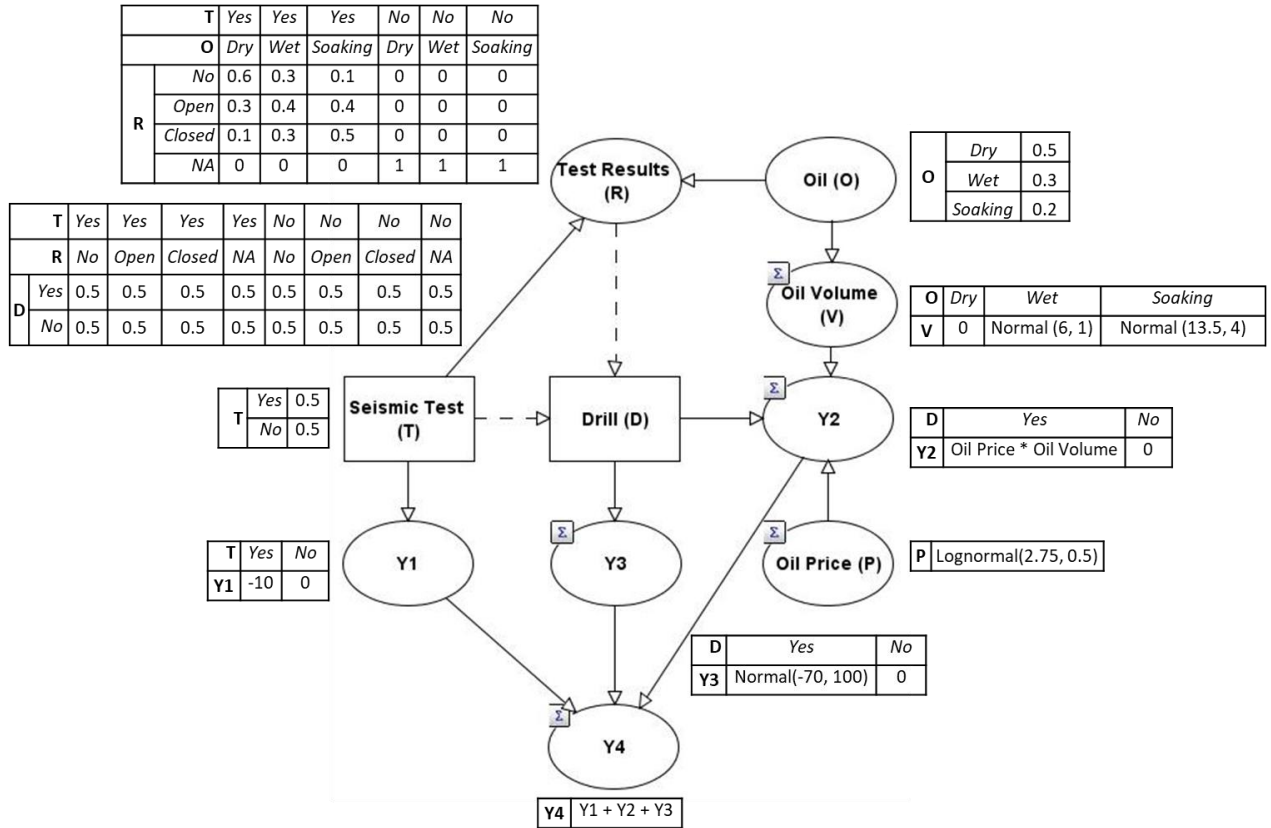 T Yes Yes Yes No No No
O Dry Wet Soaking Dry Wet Soaking
R
No 0.6 0.3 0.1 0 0 0
Open 0.3 0.4 0.4 0 0 0
Closed 0.1 0.3 0.5 0 0 0
NA 0 0 0 1 1 1
Test Results
(R)
Oil (O)
O
Dry 0.5
Wet 0.3
Soaking 0.2
T Yes Yes Yes Yes No No No No
R No Open Closed NA No Open Closed NA
D
Yes 0.5 0.5 0.5 0.5 0.5 0.5 0.5 0.5
No 0.5 0.5 0.5 0.5 0.5 0.5 0.5 0.5
Σ
Oil Volume
(V)
O Dry Wet Soaking
V 0 Normal (6, 1) Normal (13.5, 4)
T
Yes 0.5
No 0.5
Seismic Test
(T)
Drill (D)
Σ
Y2
D Yes No
Y2 Oil Price * Oil Volume 0
T Yes No
Y1 -10 0
Y1
Σ
Y3
Σ
Oil Price (P)
P Lognormal(2.75, 0.5)
D Yes No
Y3 Normal(-70, 100) 0
Σ
Y4
Y4 Y1 + Y2 + Y3